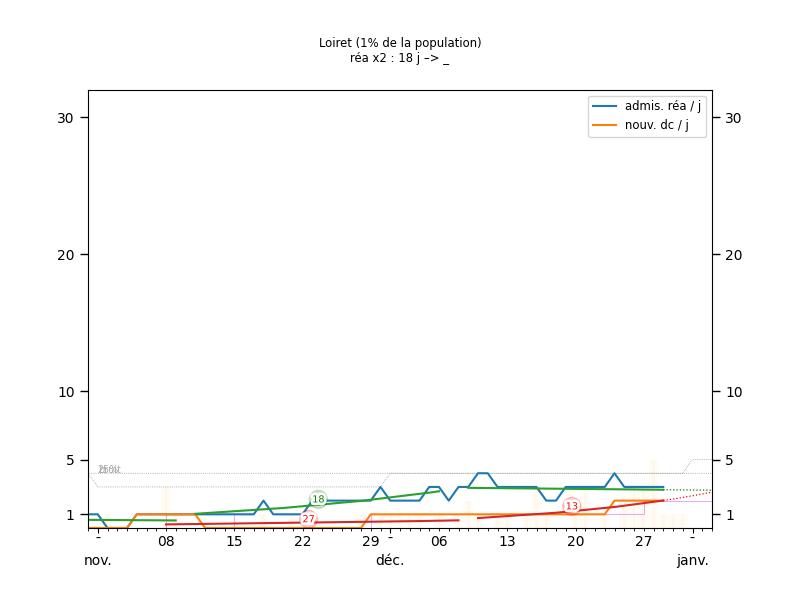 Loiret (1% de la population)
réa x2 : 18 j –> _
admis. réa / j
nouv. dc / j
30 30
20 20
10 10
5 5
1 1
18
27
13
- 08 15 22 29 - 06 13 20 27 -
nov. déc. janv.